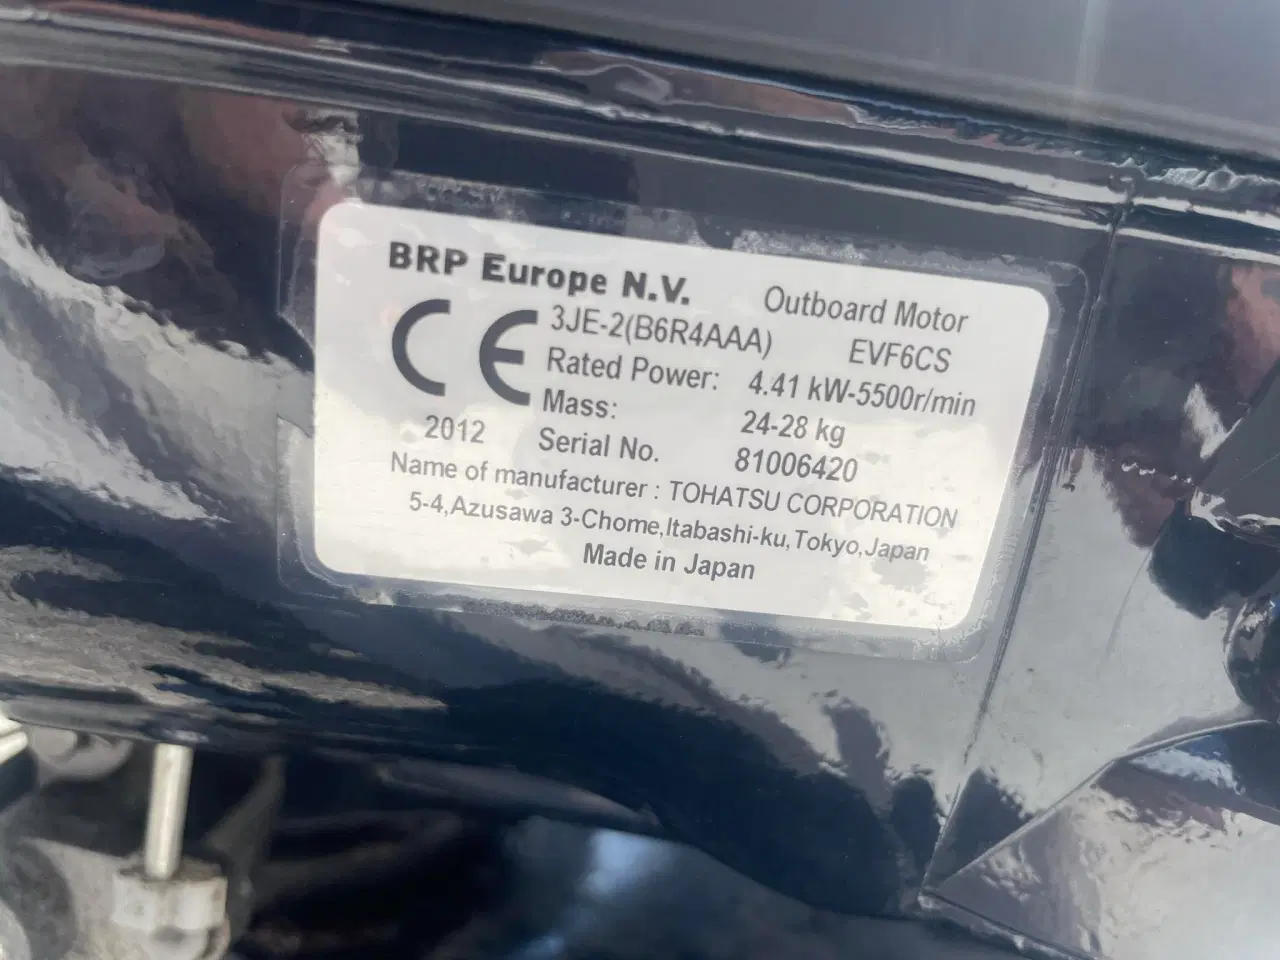 BRP Europe N.V. Outboard Motor
CE 3JE-2(B6R4AAA) EVF6CS
Rated Power: 4.41 kW-5500r/min
Mass: 24-28 kg
2012 Serial No. 81006420
Name of manufacturer : TOHATSU CORPORATION
5-4,Azusawa 3-Chome,Itabashi-ku,Tokyo,Japan
Made in Japan